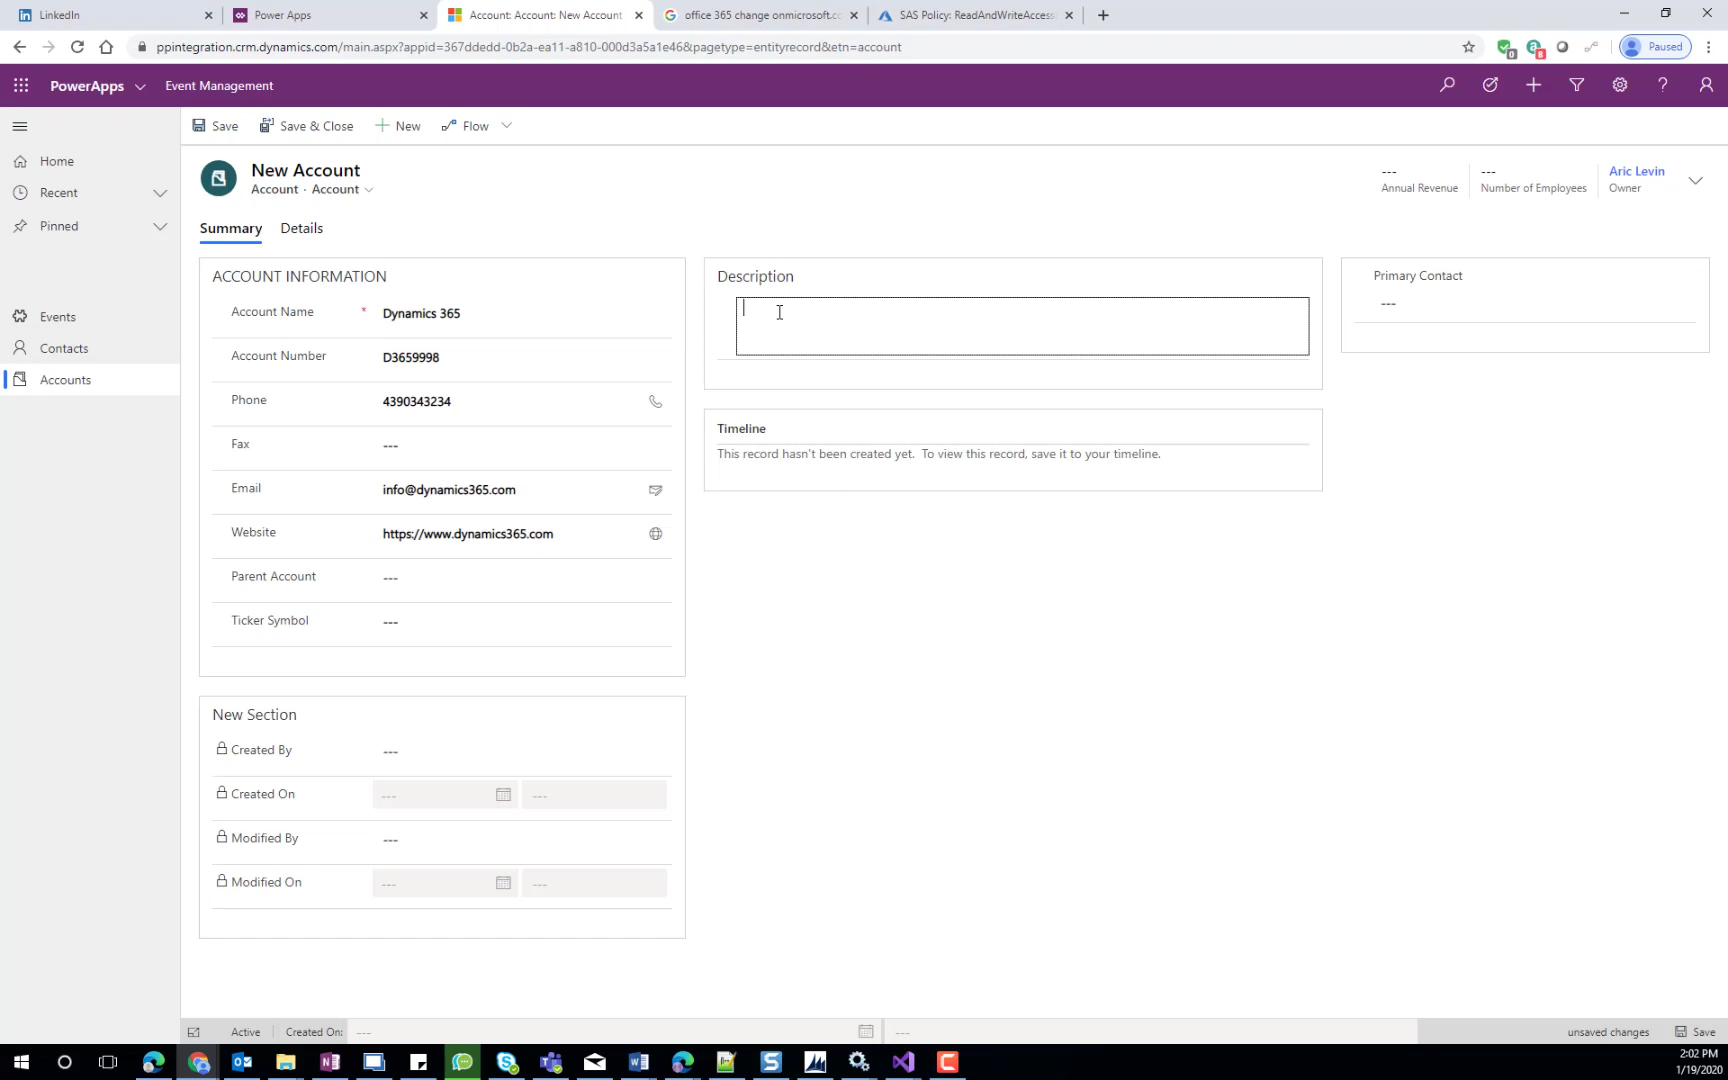 LinkedIn
Power Apps
Account: Account: New Account
office 365 change onmicrosoft.co
SAS Policy: ReadAndWriteAccess
ppintegration.crm.dynamics.com/main.aspx?appid=367ddedd-0b2a-ea11-a810-000d3a5a1e46&pagetype=entityrecord&etn=account
0
8
Paused
PowerApps
Event Management
Save
Save & Close
New
Flow
Home
Recent
Pinned
Events
Contacts
Accounts
New Account
Account · Account
---
Annual Revenue
---
Number of Employees
Aric Levin
Owner
Summary
Details
ACCOUNT INFORMATION
Account Name * Dynamics 365
Account Number D3659998
Phone 4390343234
Fax ---
Email info@dynamics365.com
Website https://www.dynamics365.com
Parent Account ---
Ticker Symbol ---
New Section
Created By ---
Created On --- ---
Modified By ---
Modified On --- ---
Description
Timeline
This record hasn't been created yet. To view this record, save it to your timeline.
Primary Contact
---
Active
Created On: --- ---
unsaved changes
Save
2:02 PM
1/19/2020